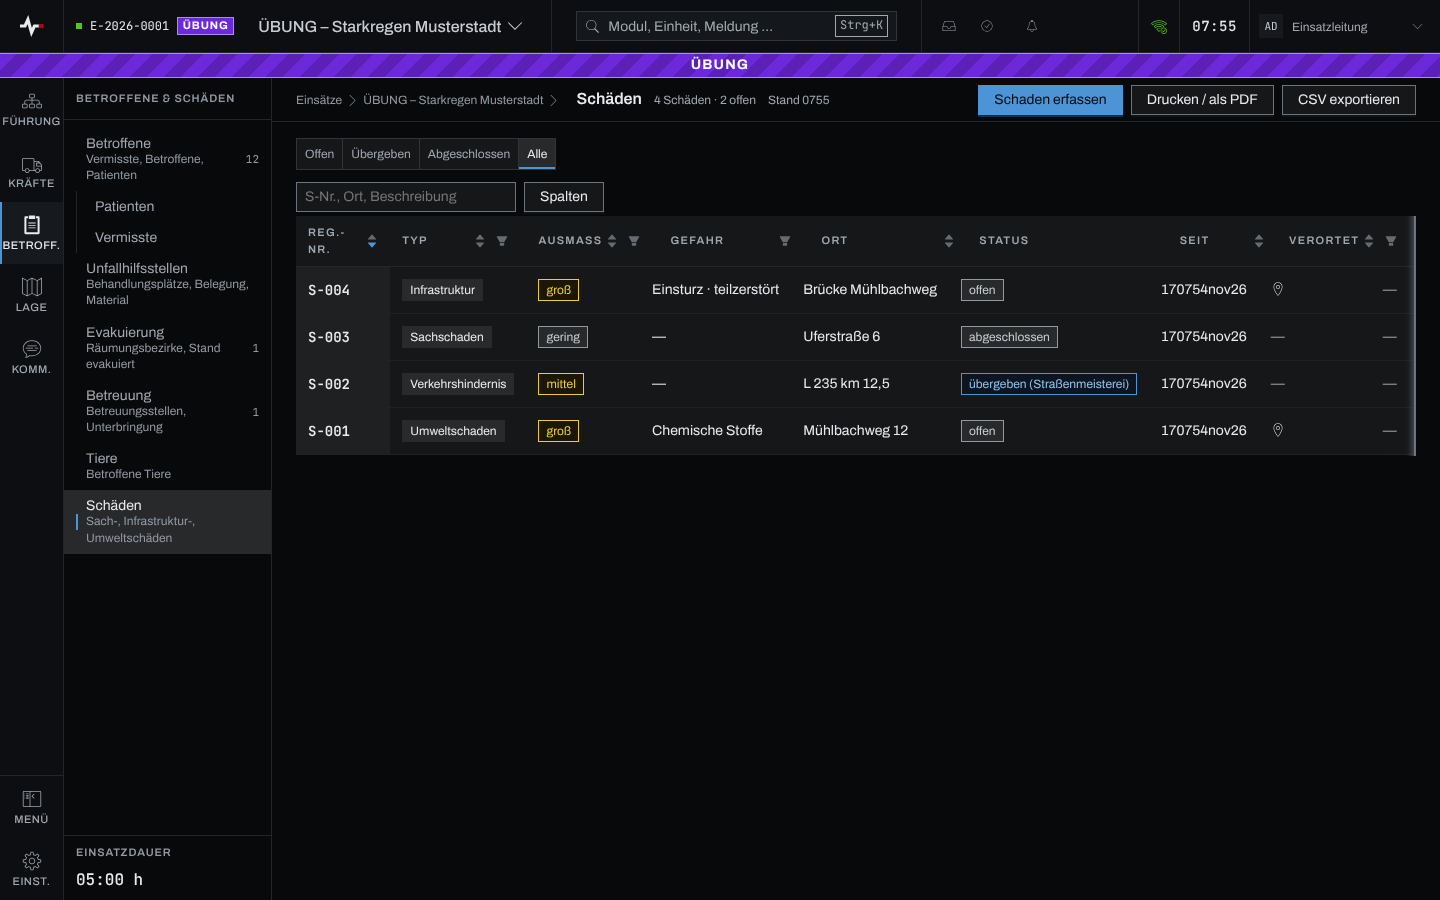 E-2026-0001 ÜBUNG ÜBUNG – Starkregen Musterstadt Modul, Einheit, Meldung ... Strg+K 07:55 AD Einsatzleitung
ÜBUNG
FÜHRUNG
KRÄFTE
BETROFF.
LAGE
KOMM.
MENÜ
EINST.
BETROFFENE & SCHÄDEN
Betroffene
Vermisste, Betroffene, 12
Patienten
Patienten
Vermisste
Unfallhilfsstellen
Behandlungsplätze, Belegung,
Material
Evakuierung
Räumungsbezirke, Stand 1
evakuiert
Betreuung
Betreuungsstellen, 1
Unterbringung
Tiere
Betroffene Tiere
Schäden
Sach-, Infrastruktur-,
Umweltschäden
EINSATZDAUER
05:00 h
Einsätze ÜBUNG – Starkregen Musterstadt Schäden 4 Schäden · 2 offen Stand 0755 Schaden erfassen Drucken / als PDF CSV exportieren
Offen Übergeben Abgeschlossen Alle
S-Nr., Ort, Beschreibung Spalten
REG.-
NR. TYP AUSMASS GEFAHR ORT STATUS SEIT VERORTET
S-004 Infrastruktur groß Einsturz · teilzerstört Brücke Mühlbachweg offen 170754nov26 —
S-003 Sachschaden gering — Uferstraße 6 abgeschlossen 170754nov26 — —
S-002 Verkehrshindernis mittel — L 235 km 12,5 übergeben (Straßenmeisterei) 170754nov26 — —
S-001 Umweltschaden groß Chemische Stoffe Mühlbachweg 12 offen 170754nov26 —